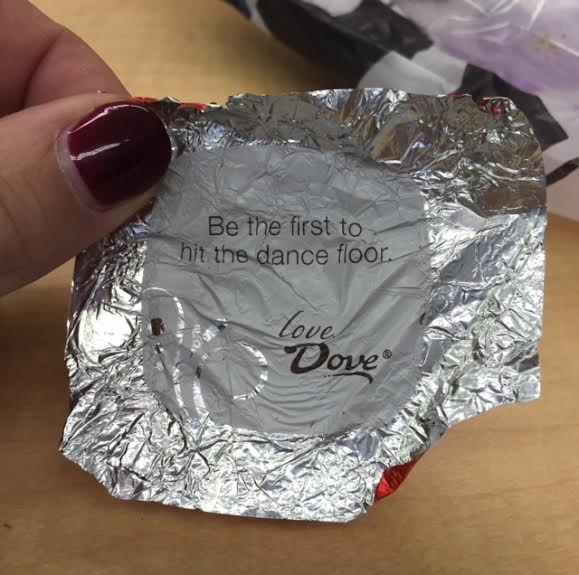 Be the first to
hit the dance floor.
love
Dove®